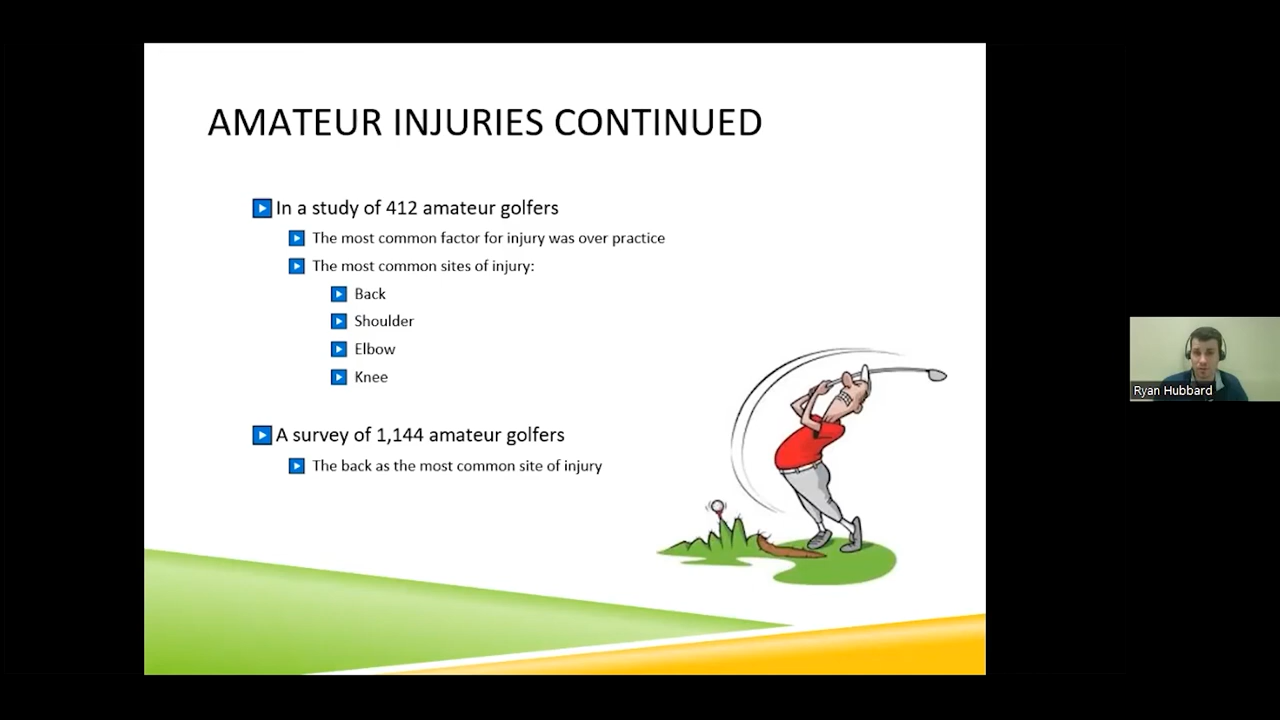 AMATEUR INJURIES CONTINUED
In a study of 412 amateur golfers
The most common factor for injury was over practice
The most common sites of injury:
Back
Shoulder
Elbow
Knee
A survey of 1,144 amateur golfers
The back as the most common site of injury
Ryan Hubbard